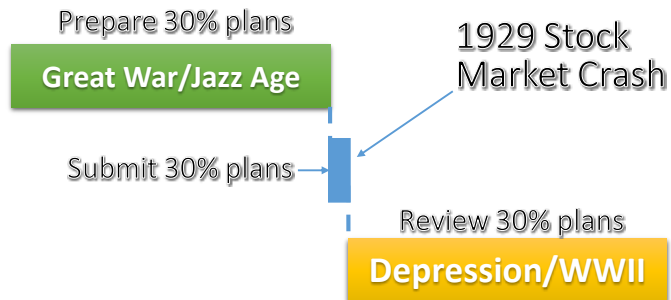 Prepare 30% plans
Great War/Jazz Age
1929 Stock
Market Crash
Submit 30% plans
Review 30% plans
Depression/WWII